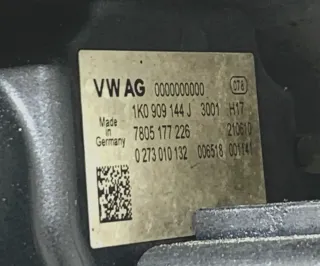 VW AG 0000000000 078
1K0 909 144 J 3001 H17
Made in Germany 7805 177 226 210610
0 273 010 132 006518 001141